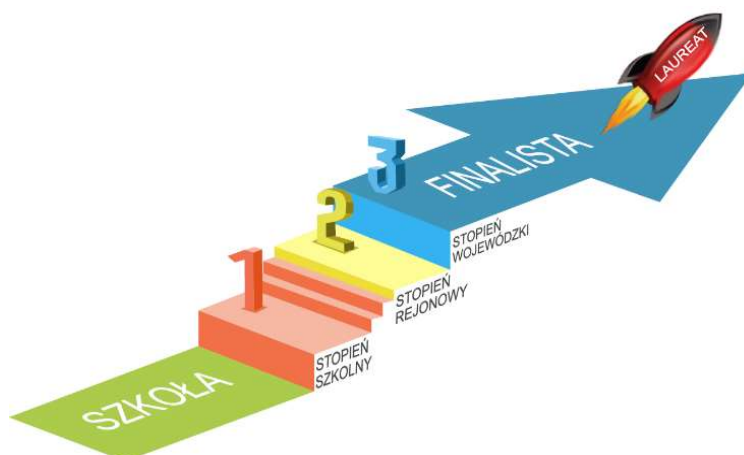 LAUREAT
FINALISTA
3
STOPIEŃ
WOJEWÓDZKI
2
STOPIEŃ
REJONOWY
1
STOPIEŃ
SZKOLNY
SZKOŁA